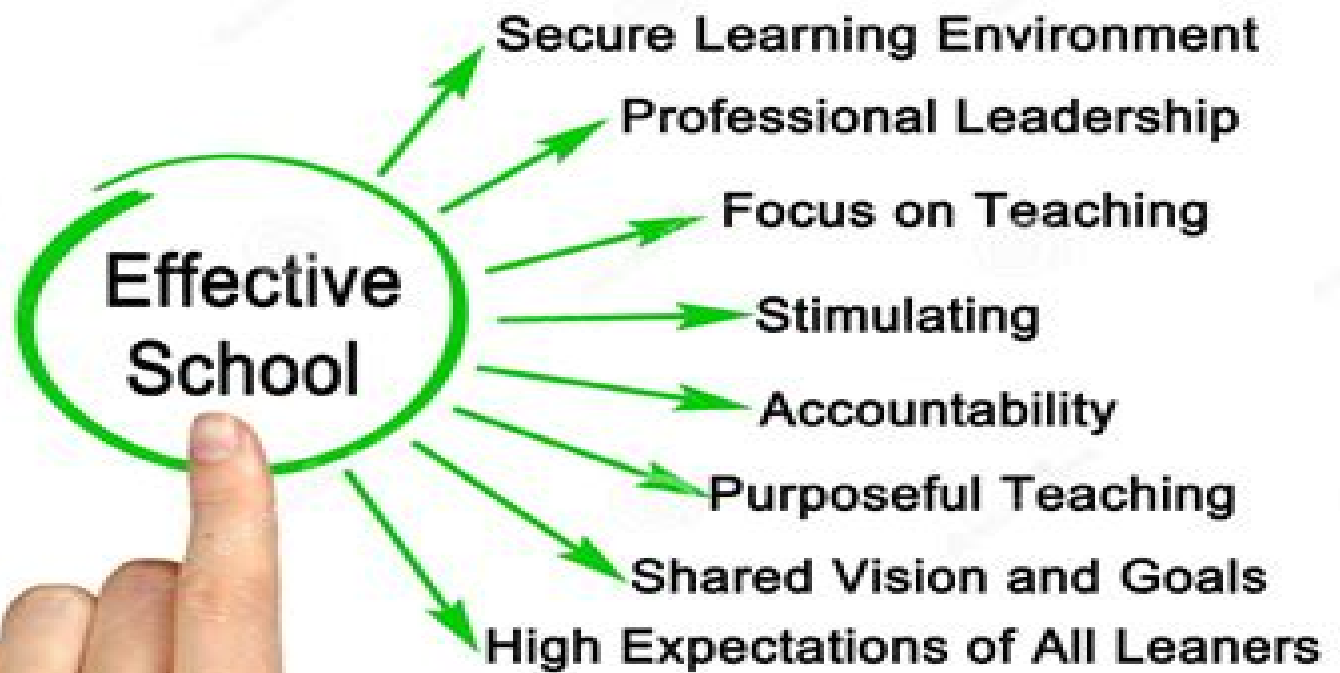 Secure Learning Environment
Professional Leadership
Focus on Teaching
Effective
School
Stimulating
Accountability
Purposeful Teaching
Shared Vision and Goals
High Expectations of All Leaners